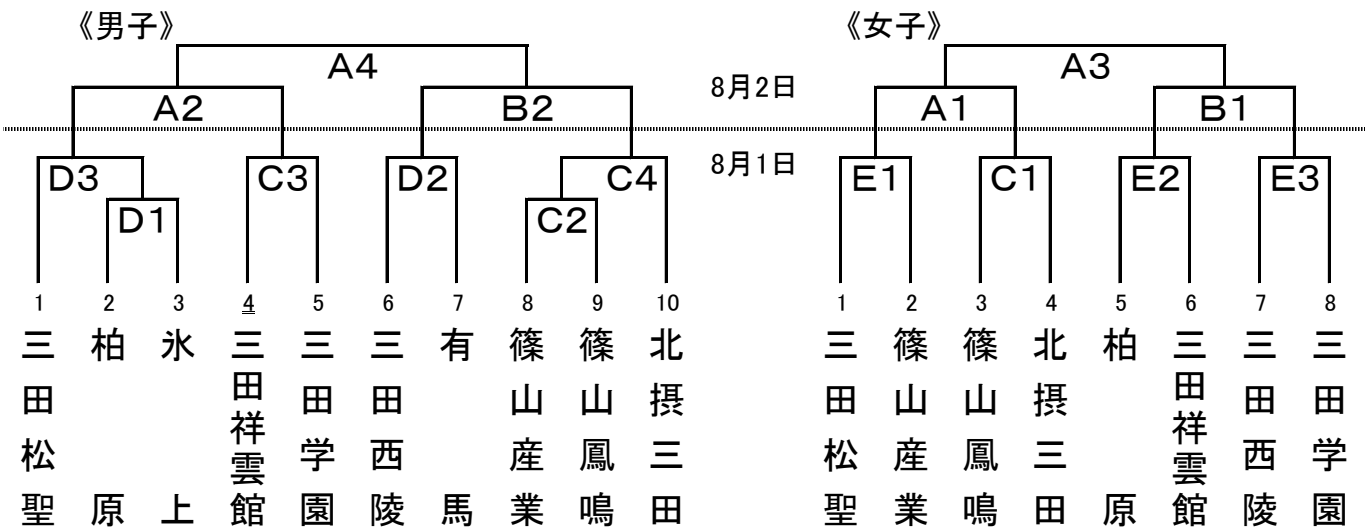 《男子》
A4
A2
B2
D3
C3
D2
C4
D1
C2
1 2 3 4 5 6 7 8 9 10
三田松聖
柏原
氷上
三田祥雲館
三田学園
三田西陵
有馬
篠山産業
篠山鳳鳴
北摂三田
8月2日
8月1日
《女子》
A3
A1
B1
E1
C1
E2
E3
1 2 3 4 5 6 7 8
三田松聖
篠山産業
篠山鳳鳴
北摂三田
柏原
三田祥雲館
三田西陵
三田学園